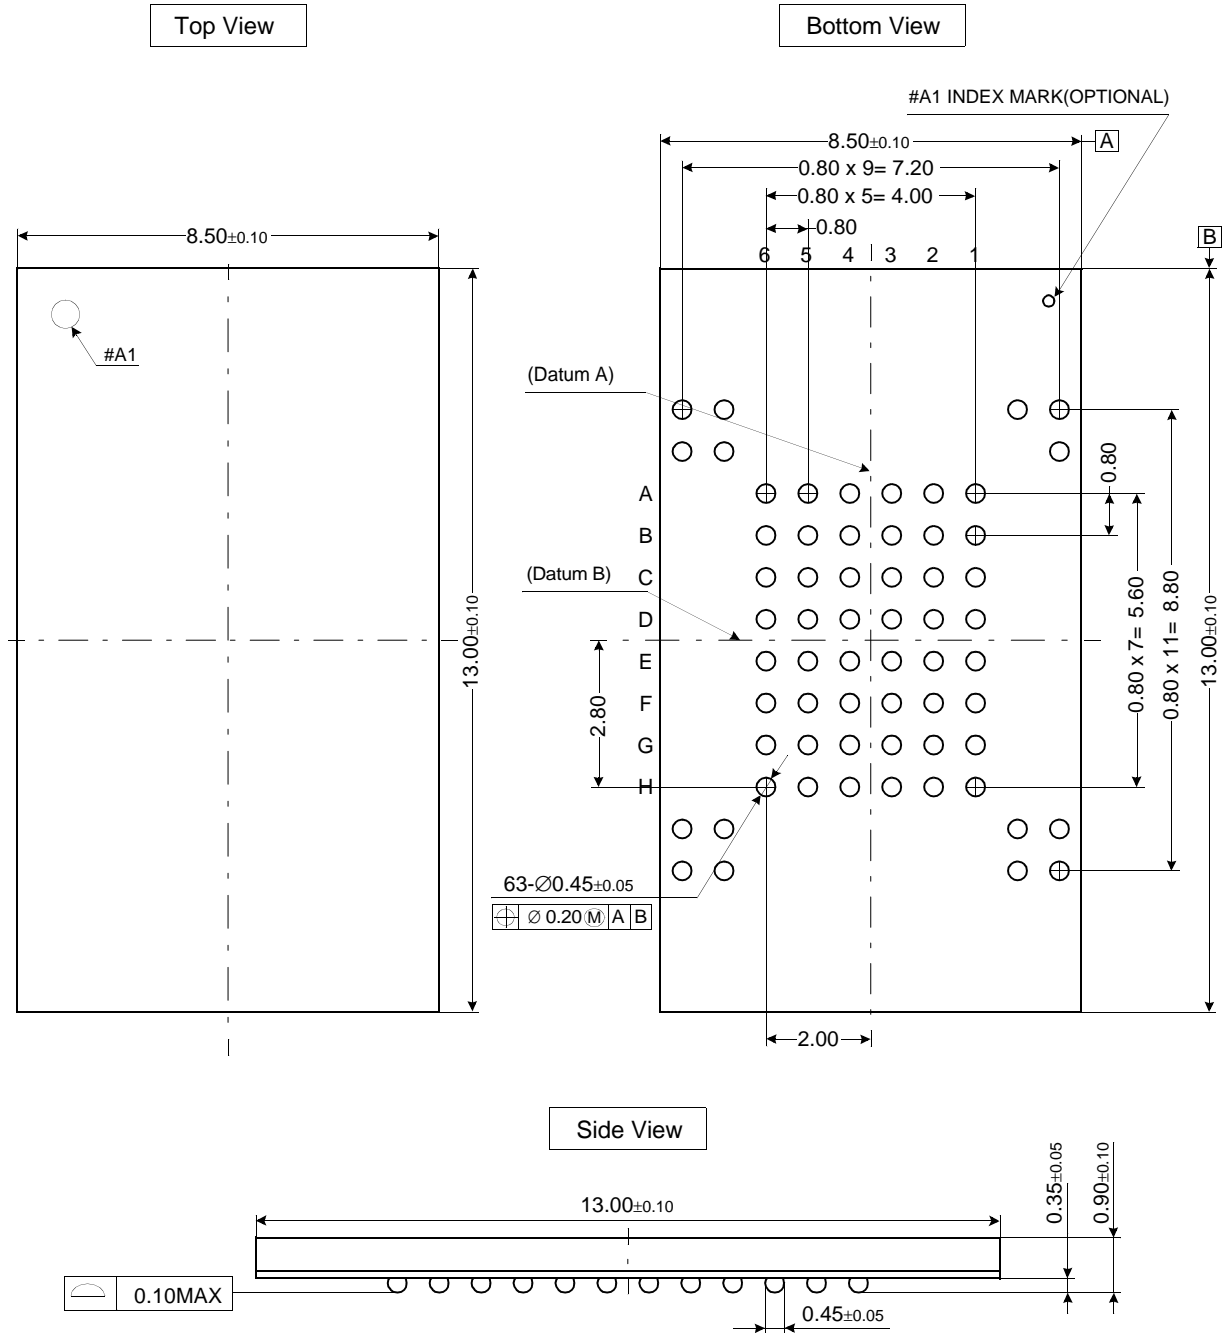 Top View
Bottom View
#A1 INDEX MARK(OPTIONAL)
8.50±0.10
A
0.80 x 9= 7.20
0.80 x 5= 4.00
0.80
B
6 5 4 3 2 1
8.50±0.10
#A1
(Datum A)
0.80
A
B
C
D
E
F
G
H
(Datum B)
13.00±0.10
2.80
0.80 x 7= 5.60
0.80 x 11= 8.80
13.00±0.10
63-∅0.45±0.05
⌖ ∅ 0.20 Ⓜ A B
2.00
Side View
13.00±0.10
0.35±0.05
0.90±0.10
0.10MAX
0.45±0.05